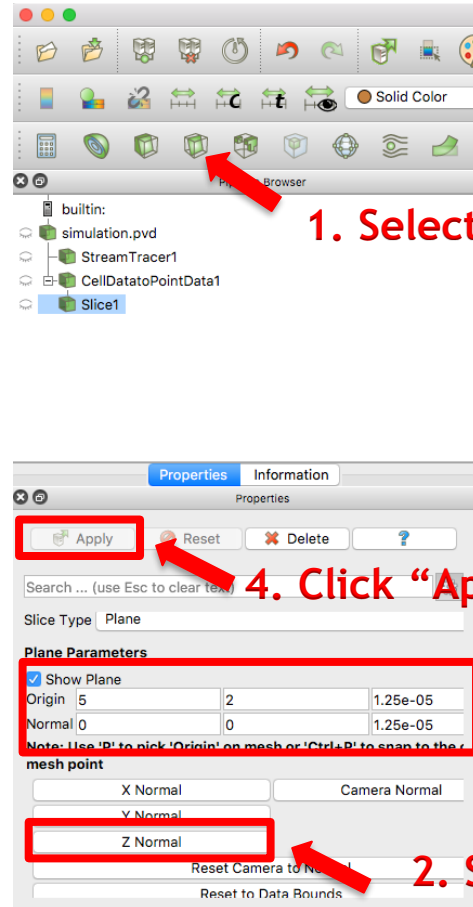 Solid Color
Browser
1. Select
builtin:
simulation.pvd
StreamTracer1
CellDatatoPointData1
Slice1
Properties Information
Properties
Apply Reset Delete ?
Search ... (use Esc to clear text)
4. Click “Ap
Slice Type Plane
Plane Parameters
Show Plane
Origin 5 2 1.25e-05
Normal 0 0 1.25e-05
Note: Use 'P' to pick 'Origin' on mesh or 'Ctrl+P' to snap to the
mesh point
X Normal Camera Normal
Y Normal
Z Normal
Reset Camera to Normal
2. S
Reset to Data Bounds